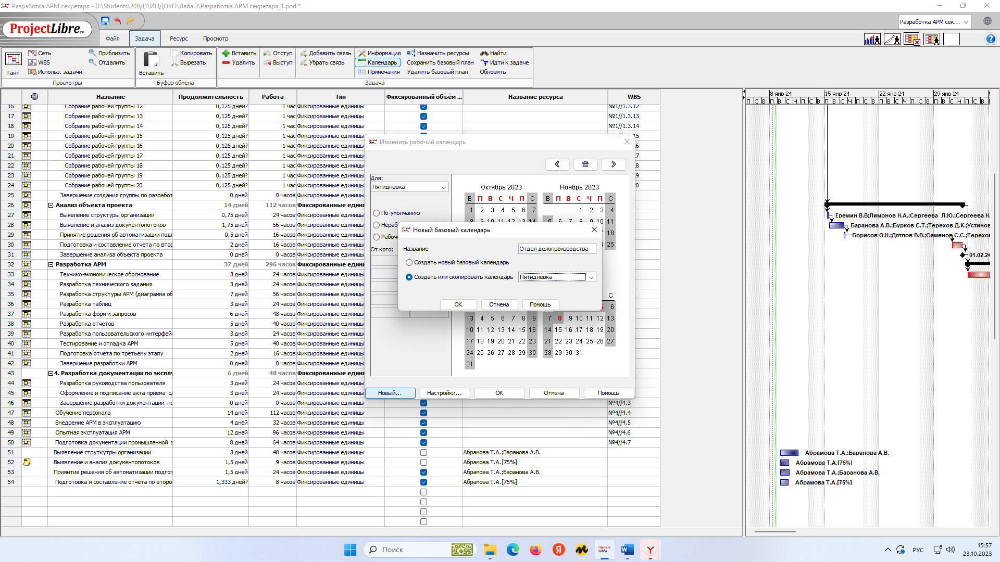 Разработка АРМ секретаря - D:\Students\20ВД1\ИНДОУП\Лаба 3\Разработка АРМ секретаря_1.pod *
ProjectLibre
Разработка АРМ сек...
Файл Задача Ресурс Просмотр
Гант
Сеть
WBS
Использ. задачи
Приблизить
Отдалить
Просмотры
Вставить
Копировать
Вырезать
Буфер обмена
Вставить
Удалить
Отступ
Выступ
Добавить связь
Убрать связь
Информация
Календарь
Примечания
Назначить ресурсы
Сохранить базовый план
Удалить базовый план
Найти
Идти к задаче
Обновить
Задача
Название Продолжительность Работа Тип Фиксированный объём ... Название ресурса WBS
16 Собрание рабочей группы 12 0,125 дней? 1 час Фиксированные единицы №1//1.3.12
17 Собрание рабочей группы 13 0,125 дней? 1 час Фиксированные единицы №1//1.3.13
18 Собрание рабочей группы 14 0,125 дней? 1 час Фиксированные единицы №1//1.3.14
19 Собрание рабочей группы 15 0,125 дней? 1 час Фиксированные единицы 15
20 Собрание рабочей группы 16 0,125 дней? 1 час Фиксированные единицы 6
21 Собрание рабочей группы 17 0,125 дней? 1 час Фиксированные единицы 7
22 Собрание рабочей группы 18 0,125 дней? 1 час Фиксированные единицы 8
23 Собрание рабочей группы 19 0,125 дней? 1 час Фиксированные единицы 9
24 Собрание рабочей группы 20 0,125 дней? 1 час Фиксированные единицы 20
25 Завершение создания группы по разработ 0 дней 0 часов Фиксированные единицы
26 Анализ объекта проекта 14 дней 112 часов Фиксированные едини
27 Выявление структуры организации 0,75 дней 24 часов Фиксированные единицы
28 Выявление и анализ документопотоков 1,75 дней 56 часов Фиксированные единицы
29 Принятие решения об автоматизации подг 0,5 дней 16 часов Фиксированные единицы
30 Подготовка и составление отчета по втор 2 дней 16 часов Фиксированные единицы
31 Завершение анализа объекта проекта 0 дней 0 часов Фиксированные единицы
32 Разработка АРМ 37 дней 296 часов Фиксированные едини
33 Технико-экономическое обоснование 3 дней 24 часов Фиксированные единицы
34 Разработка технического задания 3 дней 24 часов Фиксированные единицы
35 Разработка структуры АРМ (диаграмма об 7 дней 56 часов Фиксированные единицы
36 Разработка таблиц 3 дней 24 часов Фиксированные единицы
37 Разработка форм и запросов 6 дней 48 часов Фиксированные единицы
38 Разработка отчетов 5 дней 40 часов Фиксированные единицы
39 Разработка пользовательского интерфей 3 дней 24 часов Фиксированные единицы
40 Тестирование и отладка АРМ 5 дней 40 часов Фиксированные единицы
41 Подготовка отчета по третьему этапу 2 дней 16 часов Фиксированные единицы
42 Завершение разработки АРМ 0 дней 0 часов Фиксированные единицы
43 4. Разработка документации по эксплу 6 дней 48 часов Фиксированные едини
44 Разработка руководства пользователя 3 дней 24 часов Фиксированные единицы
45 Оформление и подписание акта приема сд 3 дней 24 часов Фиксированные единицы
46 Завершение разработки документации по 0 дней 0 часов Фиксированные единицы №4//4.3
47 Обучение персонала 14 дней 112 часов Фиксированные единицы №4//4.4
48 Внедрение АРМ в эксплуатацию 4 дней 32 часов Фиксированные единицы №4//4.5
49 Опытная эксплуатация АРМ 12 дней 96 часов Фиксированные единицы №4//4.6
50 Подготовка документации промышленной э 8 дней 64 часов Фиксированные единицы №4//4.7
51 Выявление струткутры организации 3 дней 48 часов Фиксированные единицы Абрамова Т.А.;Баранова А.В.
52 Выявление и анализ документопотоков 1,5 дней 9 часов Фиксированные единицы Абрамова Т.А.[75%]
53 Приянтие решения об автоматизации подгот 1,5 дней 24 часов Фиксированные единицы Абрамова Т.А.;Баранова А.В.
54 Подготовка и составление отчета по второ 1,333 дней? 8 часов Фиксированные единицы Абрамова Т.А.[75%]
Изменить рабочий календарь
Для:
Пятидневка
По-умолчанию
Нераб
Рабоч
От кого:
Октябрь 2023 Ноябрь 2023
В П В С Ч П С В П В С Ч П С
1 2 3 4 5 6 7 1 2 3 4
8 9 10 11 12 13 14 5 6 7 8 9 10 11
18
25
С
6
3 4 5 6 7 8 9 7 8 9 10 11 12 13
10 11 12 13 14 15 16 14 15 16 17 18 19 20
17 18 19 20 21 22 23 21 22 23 24 25 26 27
24 25 26 27 28 29 30 28 29 30 31
31
Новый... Настройки... ОК Отмена Помощь
Новый базовый календарь
Название Отдел делопроизводства
Создать новый базовый календарь
Создать или скопировать календарь Пятидневка
ОК Отмена Помощь
8 янв 24 15 янв 24 22 янв 24 29 янв 24
П С В П В С Ч П С В П В С Ч П С В П В С Ч П С В П В С Ч П С В
Еремин В.В;Лимонов Н.А.;Сергеева Л.Ю.;Сергеева Н.
Баранова А.В.;Бурков С.Т.;Терехов Д.К.;Устинов
Борисов О.Н.;Дятлов В.В.;Семенов С.С.;Терехов
01.02.24
Абрамова Т.А.;Баранова А.В.
Абрамова Т.А.[75%]
Абрамова Т.А.;Баранова А.В.
Абрамова Т.А.[75%]
Поиск
РУС
15:57
23.10.2023